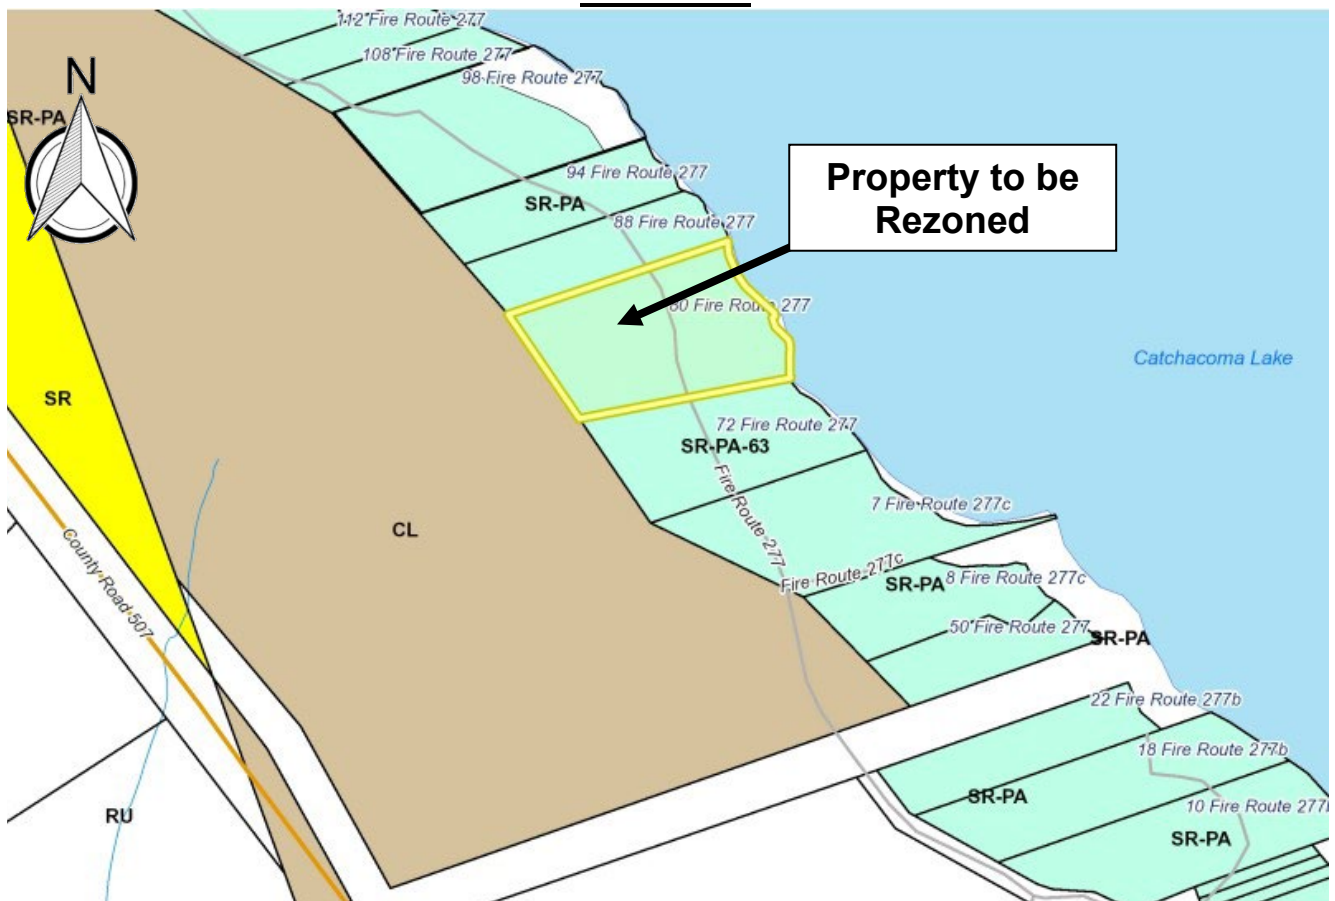 112 Fire Route 277
108 Fire Route 277
98 Fire Route 277
N
SR-PA
94 Fire Route 277
SR-PA
88 Fire Route 277
Property to be
Rezoned
80 Fire Route 277
Catchacoma Lake
SR
72 Fire Route 277
SR-PA-63
Fire Route 277
7 Fire Route 277c
CL
County Road 507
Fire Route 277c
SR-PA
8 Fire Route 277c
50 Fire Route 277
SR-PA
22 Fire Route 277b
18 Fire Route 277b
SR-PA
10 Fire Route 277b
RU
SR-PA